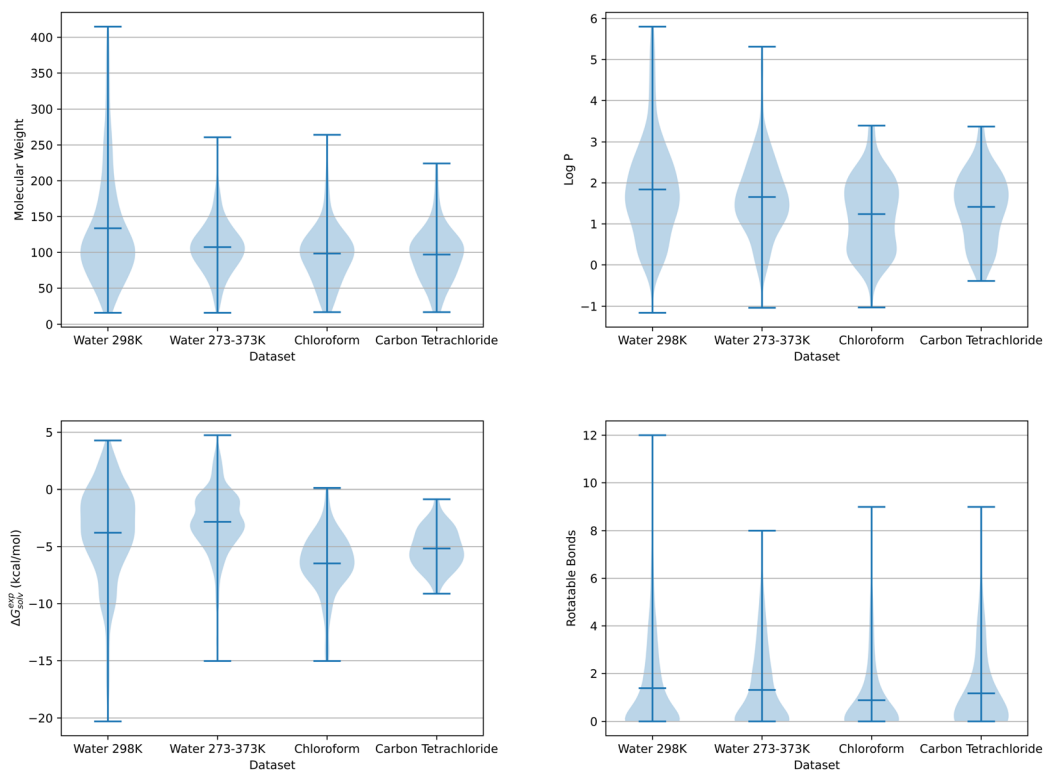 Molecular Weight
400
350
300
250
200
150
100
50
0
Water 298K Water 273-373K Chloroform Carbon Tetrachloride
Dataset
Log P
6
5
4
3
2
1
0
−1
Water 298K Water 273-373K Chloroform Carbon Tetrachloride
Dataset
ΔG_{solv}^{exp} (kcal/mol)
5
0
−5
−10
−15
−20
Water 298K Water 273-373K Chloroform Carbon Tetrachloride
Dataset
Rotatable Bonds
12
10
8
6
4
2
0
Water 298K Water 273-373K Chloroform Carbon Tetrachloride
Dataset